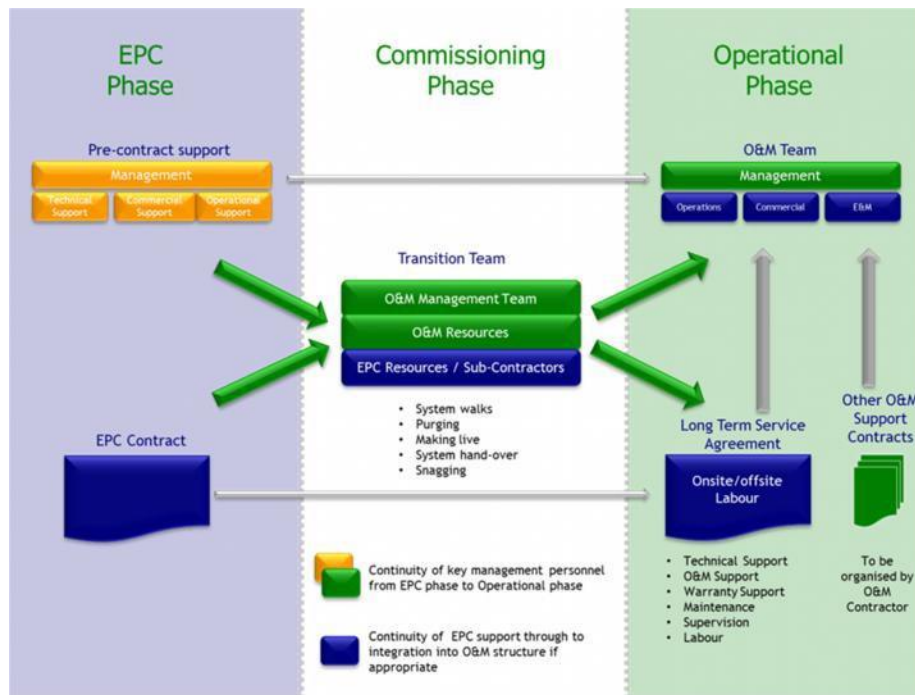 EPC
Phase
Commissioning
Phase
Operational
Phase
Pre-contract support
Management
Technical
Support
Commercial
Support
Operational
Support
O&M Team
Management
Operations
Commercial
E&M
Transition Team
O&M Management Team
O&M Resources
EPC Resources / Sub-Contractors
• System walks
• Purging
• Making live
• System hand-over
• Snagging
EPC Contract
Long Term Service
Agreement
Onsite/offsite
Labour
• Technical Support
• O&M Support
• Warranty Support
• Maintenance
• Supervision
• Labour
Other O&M
Support
Contracts
To be
organised by
O&M
Contractor
Continuity of key management personnel
from EPC phase to Operational phase
Continuity of EPC support through to
integration into O&M structure if
appropriate